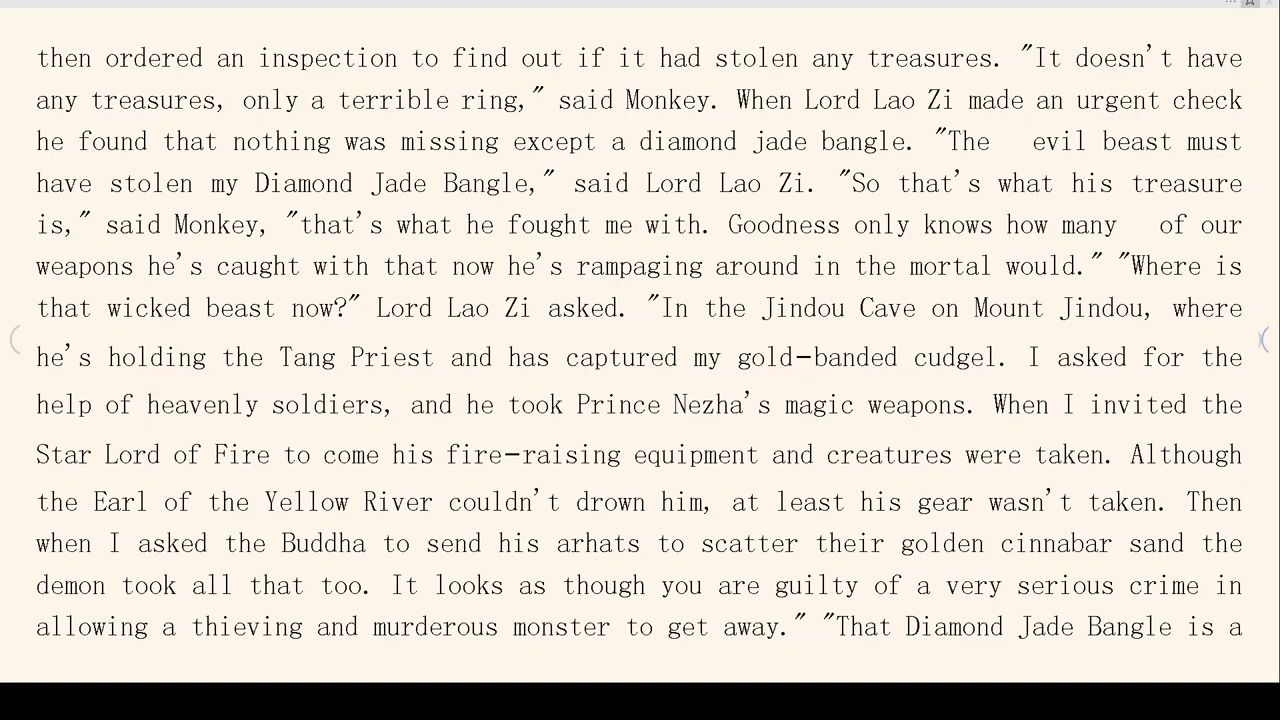 then ordered an inspection to find out if it had stolen any treasures. "It doesn't have
any treasures, only a terrible ring," said Monkey. When Lord Lao Zi made an urgent check
he found that nothing was missing except a diamond jade bangle. "The evil beast must
have stolen my Diamond Jade Bangle," said Lord Lao Zi. "So that's what his treasure
is," said Monkey, "that's what he fought me with. Goodness only knows how many of our
weapons he's caught with that now he's rampaging around in the mortal would." "Where is
that wicked beast now?" Lord Lao Zi asked. "In the Jindou Cave on Mount Jindou, where
he's holding the Tang Priest and has captured my gold-banded cudgel. I asked for the
help of heavenly soldiers, and he took Prince Nezha's magic weapons. When I invited the
Star Lord of Fire to come his fire-raising equipment and creatures were taken. Although
the Earl of the Yellow River couldn't drown him, at least his gear wasn't taken. Then
when I asked the Buddha to send his arhats to scatter their golden cinnabar sand the
demon took all that too. It looks as though you are guilty of a very serious crime in
allowing a thieving and murderous monster to get away." "That Diamond Jade Bangle is a